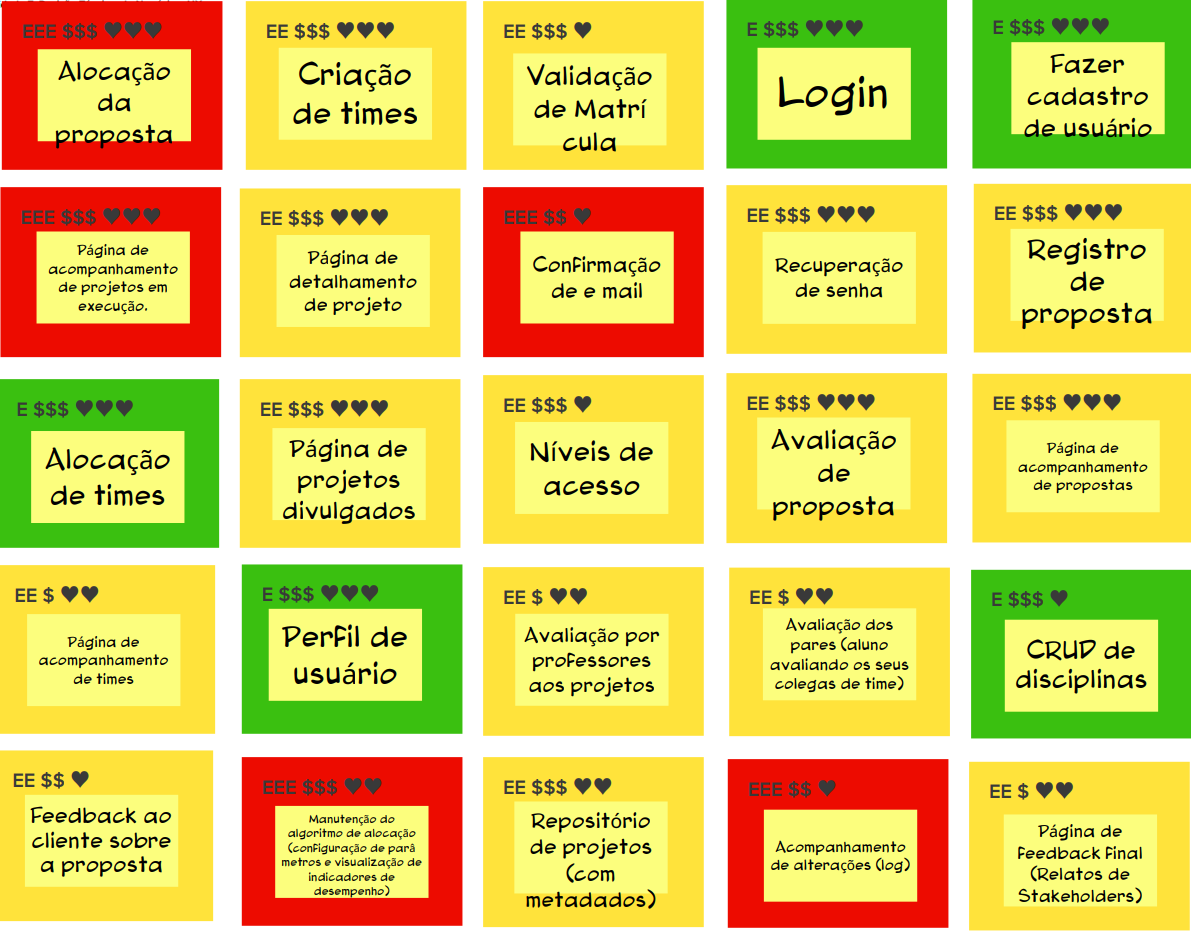 EEE $$$ ♥♥♥
Alocação
da
proposta
EE $$$ ♥♥♥
Criação
de times
EE $$$ ♥
Validação
de Matrí
cula
E $$$ ♥♥♥
Login
E $$$ ♥♥♥
Fazer
cadastro
de usuário
EEE $$$ ♥♥♥
Página de
acompanhamento
de projetos em
execução.
EE $$$ ♥♥♥
Página de
detalhamento
de projeto
EEE $$ ♥
Confirmação
de e mail
EE $$$ ♥♥♥
Recuperação
de senha
EE $$$ ♥♥♥
Registro
de
proposta
E $$$ ♥♥♥
Alocação
de times
EE $$$ ♥♥♥
Página de
projetos
divulgados
EE $$$ ♥
Níveis de
acesso
EE $$$ ♥♥♥
Avaliação
de
proposta
EE $$$ ♥♥♥
Página de
acompanhamento
de propostas
EE $ ♥♥
Página de
acompanhamento
de times
E $$$ ♥♥♥
Perfil de
usuário
EE $ ♥♥
Avaliação por
professores
aos projetos
EE $ ♥♥
Avaliação dos
pares (aluno
avaliando os seus
colegas de time)
E $$$ ♥
CRUD de
disciplinas
EE $$ ♥
Feedback ao
cliente sobre
a proposta
EEE $$$ ♥♥
Manutenção do
algoritmo de alocação
(configuração de parâ
metros e visualização de
indicadores de
desempenho)
EE $$$ ♥♥
Repositório
de projetos
(com
metadados)
EEE $$ ♥
Acompanhamento
de alterações (log)
EE $ ♥♥
Página de
Feedback Final
(Relatos de
Stakeholders)